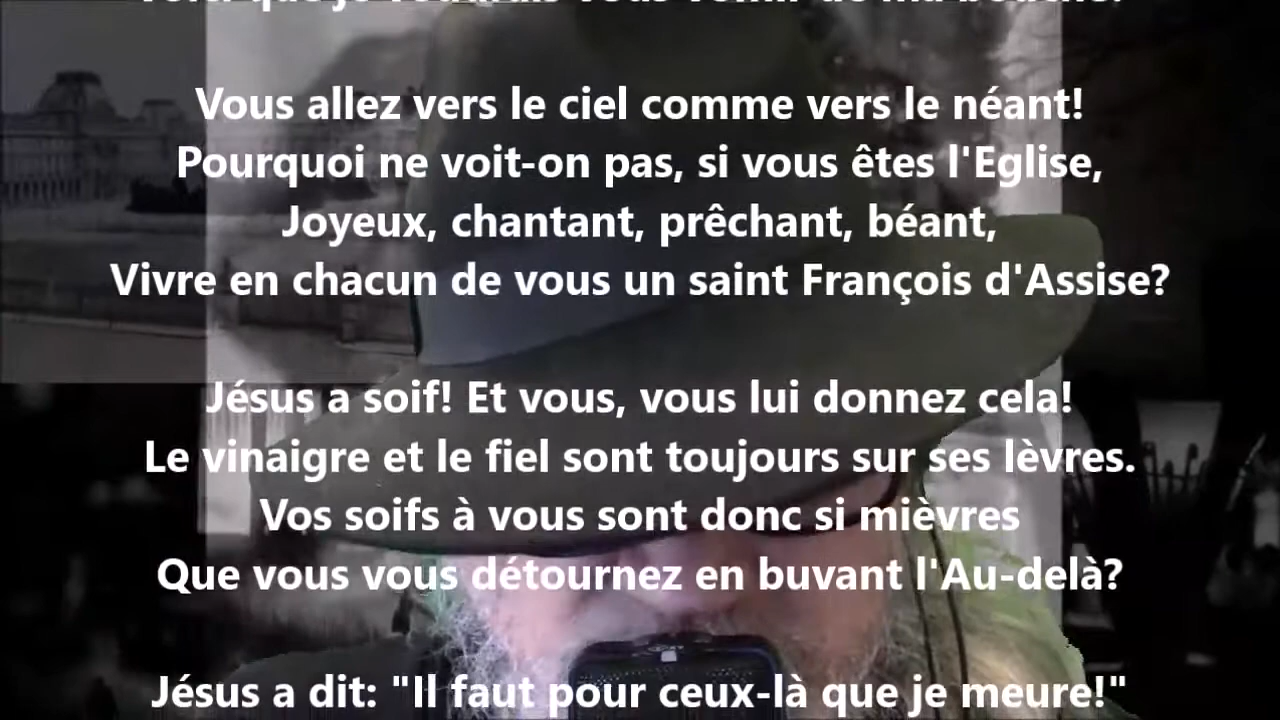 Vous allez vers le ciel comme vers le néant!
Pourquoi ne voit-on pas, si vous êtes l'Eglise,
Joyeux, chantant, prêchant, béant,
Vivre en chacun de vous un saint François d'Assise?
Jésus a soif! Et vous, vous lui donnez cela!
Le vinaigre et le fiel sont toujours sur ses lèvres.
Vos soifs à vous sont donc si mièvres
Que vous vous détournez en buvant l'Au-delà?
Jésus a dit: "Il faut pour ceux-là que je meure!"